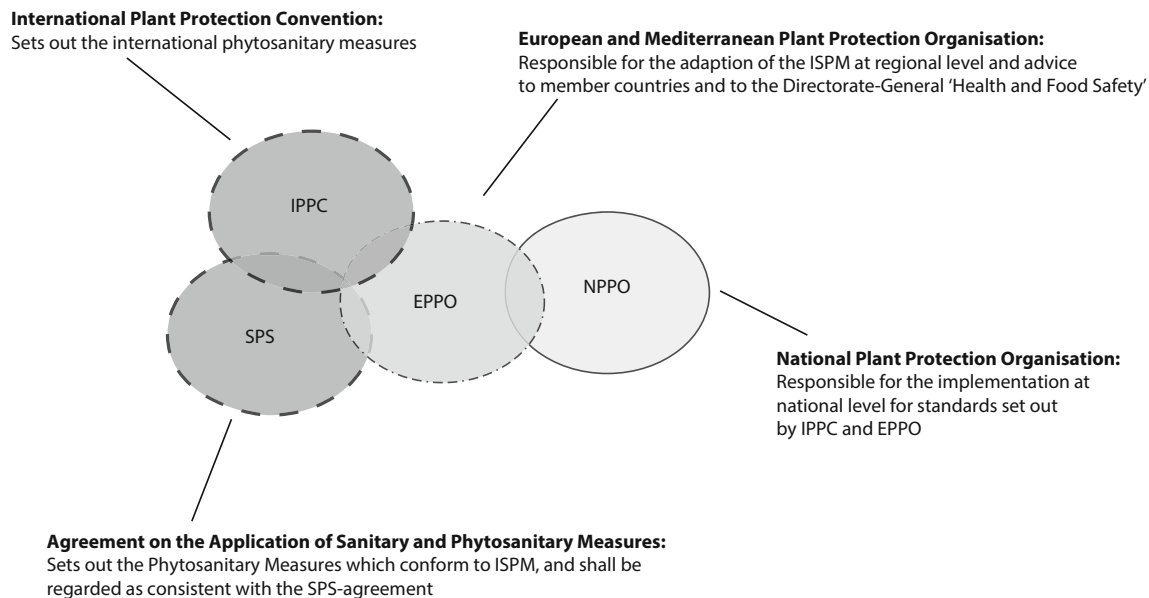 International Plant Protection Convention:
Sets out the international phytosanitary measures
European and Mediterranean Plant Protection Organisation:
Responsible for the adaption of the ISPM at regional level and advice
to member countries and to the Directorate-General ‘Health and Food Safety’
IPPC
EPPO
NPPO
SPS
National Plant Protection Organisation:
Responsible for the implementation at
national level for standards set out
by IPPC and EPPO
Agreement on the Application of Sanitary and Phytosanitary Measures:
Sets out the Phytosanitary Measures which conform to ISPM, and shall be
regarded as consistent with the SPS-agreement